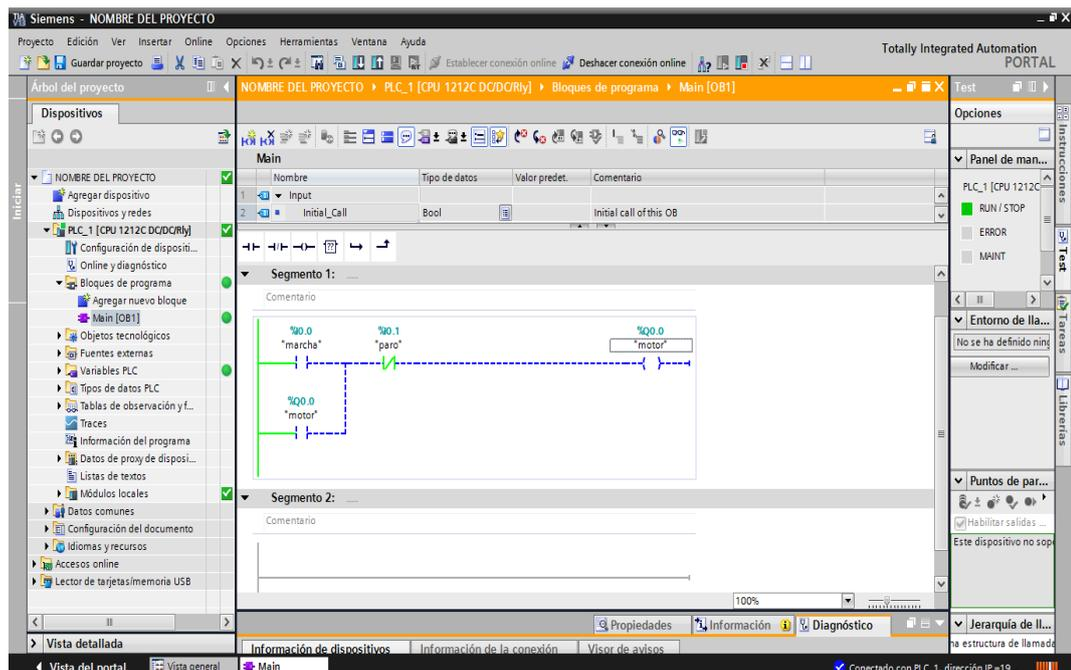 Siemens - NOMBRE DEL PROYECTO
Proyecto Edición Ver Insertar Online Opciones Herramientas Ventana Ayuda
Totally Integrated Automation
PORTAL
Guardar proyecto Establecer conexión online Deshacer conexión online
Árbol del proyecto
NOMBRE DEL PROYECTO PLC_1 [CPU 1212C DC/DC/Rly] Bloques de programa Main [OB1]
Test
Dispositivos
Opciones
Iniciar
NOMBRE DEL PROYECTO
Agregar dispositivo
Dispositivos y redes
PLC_1 [CPU 1212C DC/DC/Rly]
Configuración de dispositi...
Online y diagnóstico
Bloques de programa
Agregar nuevo bloque
Main [OB1]
Objetos tecnológicos
Fuentes externas
Variables PLC
Tipos de datos PLC
Tablas de observación y f...
Traces
Información del programa
Datos de proxy de disposi...
Listas de textos
Módulos locales
Datos comunes
Configuración del documento
Idiomas y recursos
Accesos online
Lector de tarjetas/memoria USB
Vista detallada
Main
Nombre Tipo de datos Valor predet. Comentario
1 Input
2 Initial_Call Bool Initial call of this OB
??
Segmento 1: ....
Comentario
%I0.0 %I0.1 %Q0.0
"marcha" "paro" "motor"
%Q0.0
"motor"
Segmento 2: ....
Comentario
100%
Propiedades Información Diagnóstico
Información de dispositivos Información de la conexión Visor de avisos
Panel de man...
PLC_1 [CPU 1212C
RUN / STOP
ERROR
MAINT
Entorno de lla...
No se ha definido ning
Modificar ...
Puntos de par...
Habilitar salidas ...
Este dispositivo no sopo
Jerarquía de ll...
na estructura de llamada
Instrucciones
Test
Tareas
Librerías
Vista del portal Vista general Main
Conectado con PLC_1, dirección IP=19